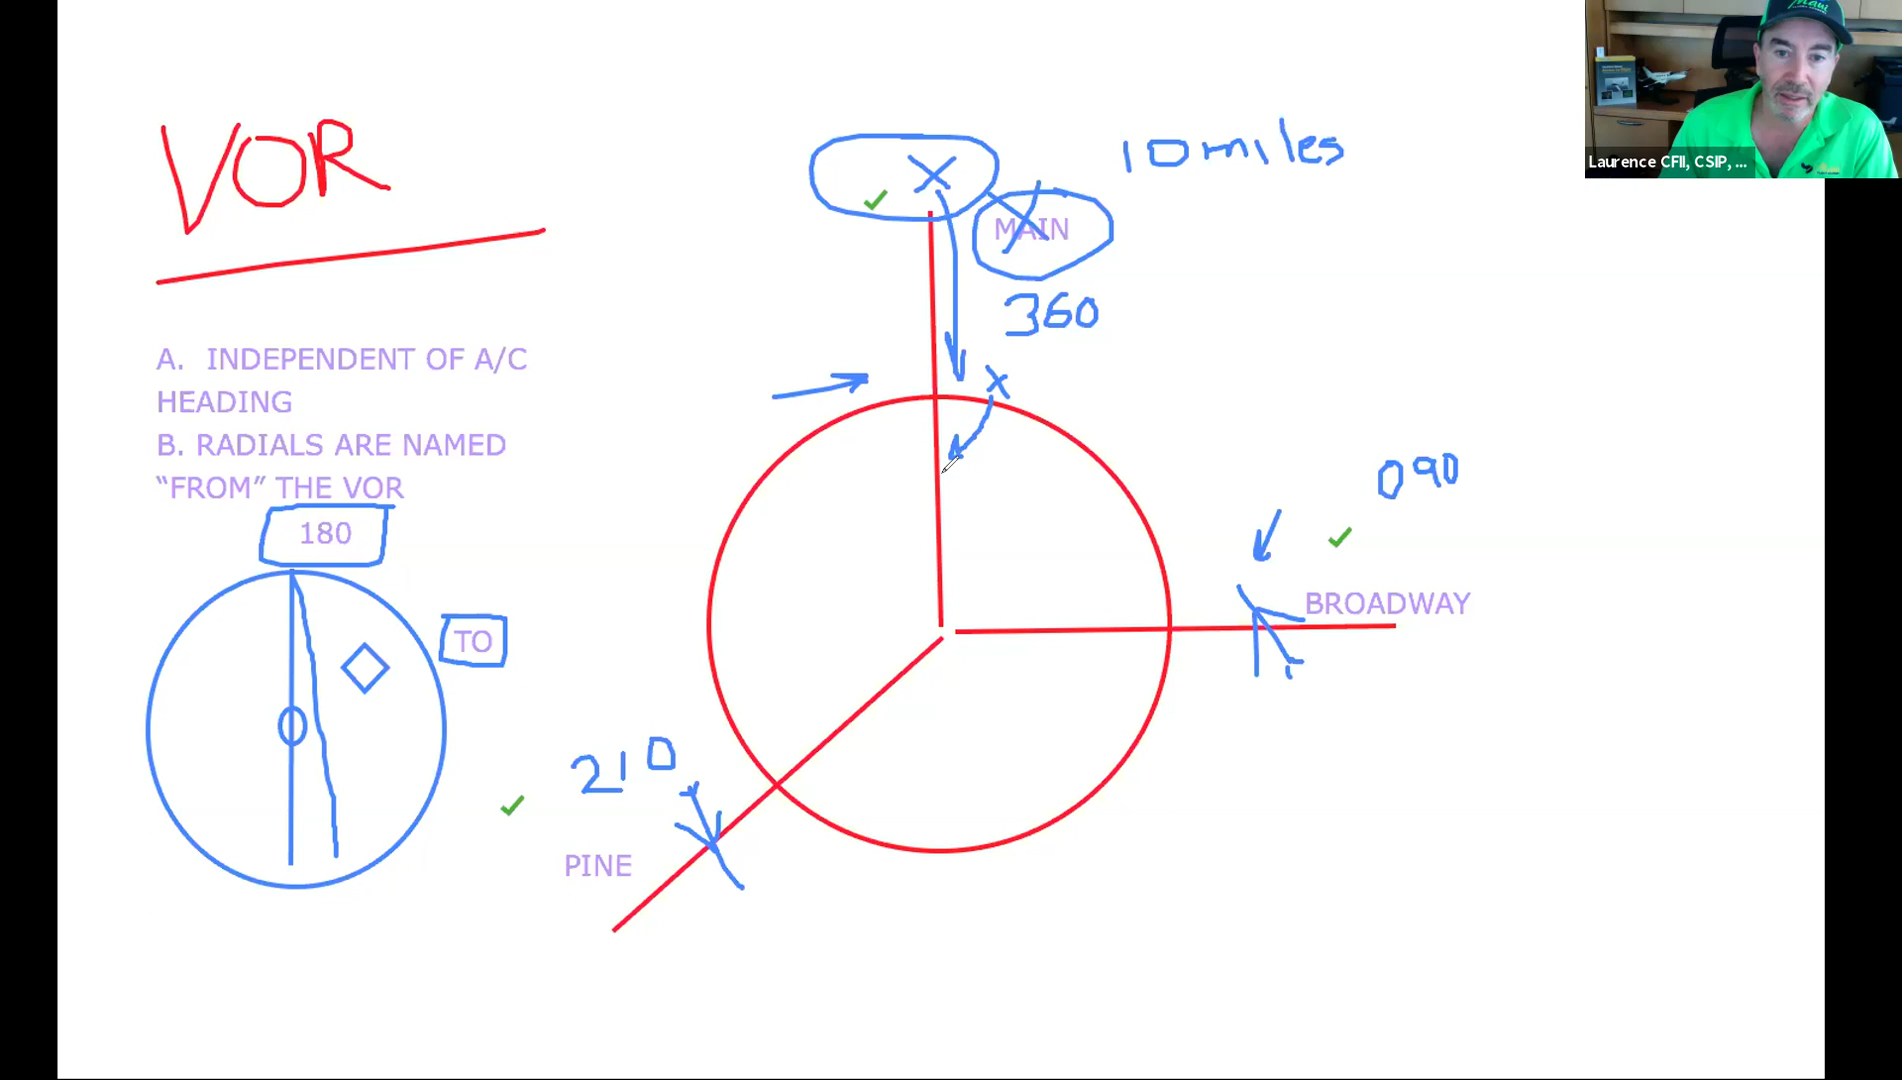 VOR
A. INDEPENDENT OF A/C
HEADING
B. RADIALS ARE NAMED
“FROM” THE VOR
180
TO
X
MAIN
10 miles
360
X
090
BROADWAY
210
PINE
Maui
Laurence CFII, CSIP, ...